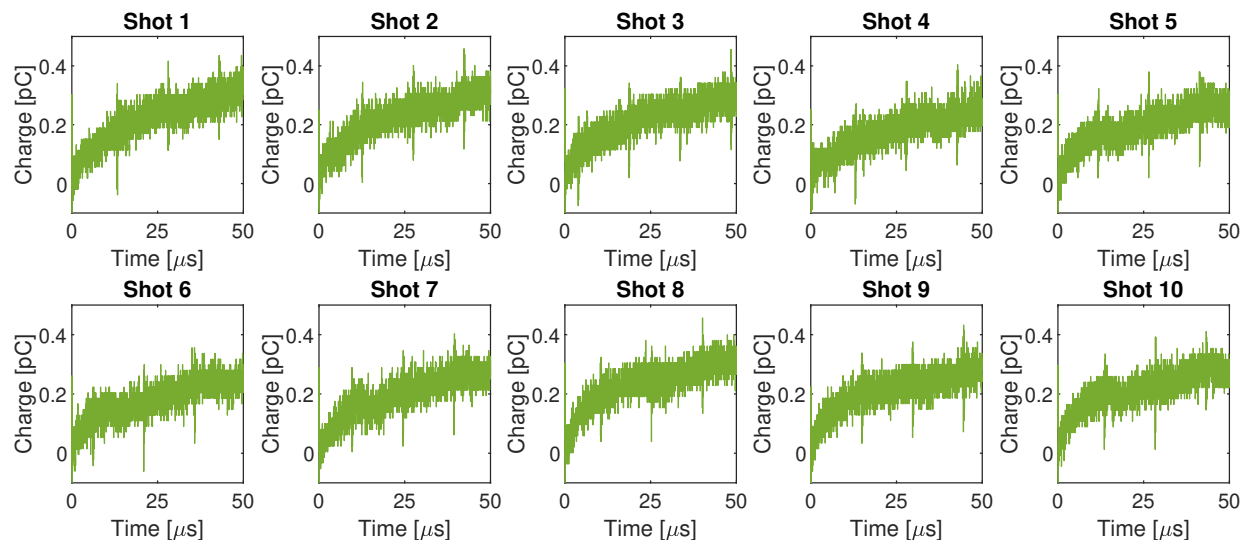 Shot 1 Shot 2 Shot 3 Shot 4 Shot 5
Charge [pC] 0.4 0.2 0 Charge [pC] 0.4 0.2 0 Charge [pC] 0.4 0.2 0 Charge [pC] 0.4 0.2 0 Charge [pC] 0.4 0.2 0
0 25 50 0 25 50 0 25 50 0 25 50 0 25 50
Time [μs] Time [μs] Time [μs] Time [μs] Time [μs]
Shot 6 Shot 7 Shot 8 Shot 9 Shot 10
Charge [pC] 0.4 0.2 0 Charge [pC] 0.4 0.2 0 Charge [pC] 0.4 0.2 0 Charge [pC] 0.4 0.2 0 Charge [pC] 0.4 0.2 0
0 25 50 0 25 50 0 25 50 0 25 50 0 25 50
Time [μs] Time [μs] Time [μs] Time [μs] Time [μs]